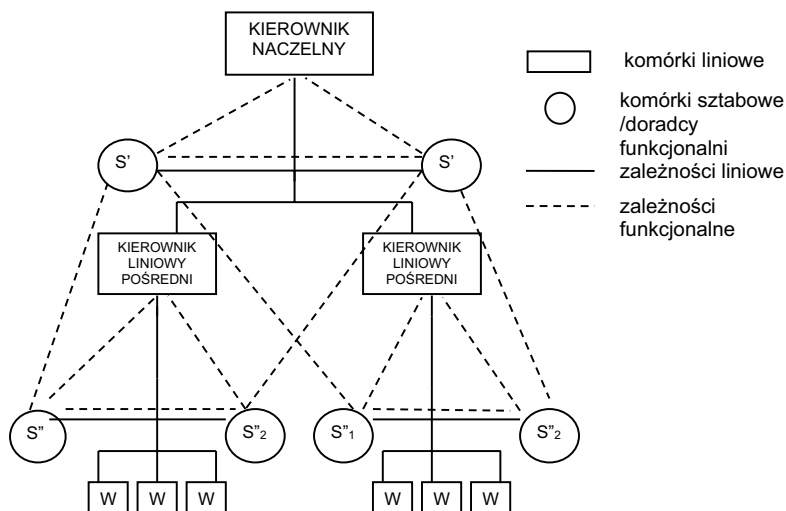 KIEROWNIK
NACZELNY
komórki liniowe
komórki sztabowe
/doradcy
funkcjonalni
zależności liniowe
zależności
funkcjonalne
S'
S'
KIEROWNIK
LINIOWY
POŚREDNI
KIEROWNIK
LINIOWY
POŚREDNI
S"
S"2
S"1
S"2
W W W W W W